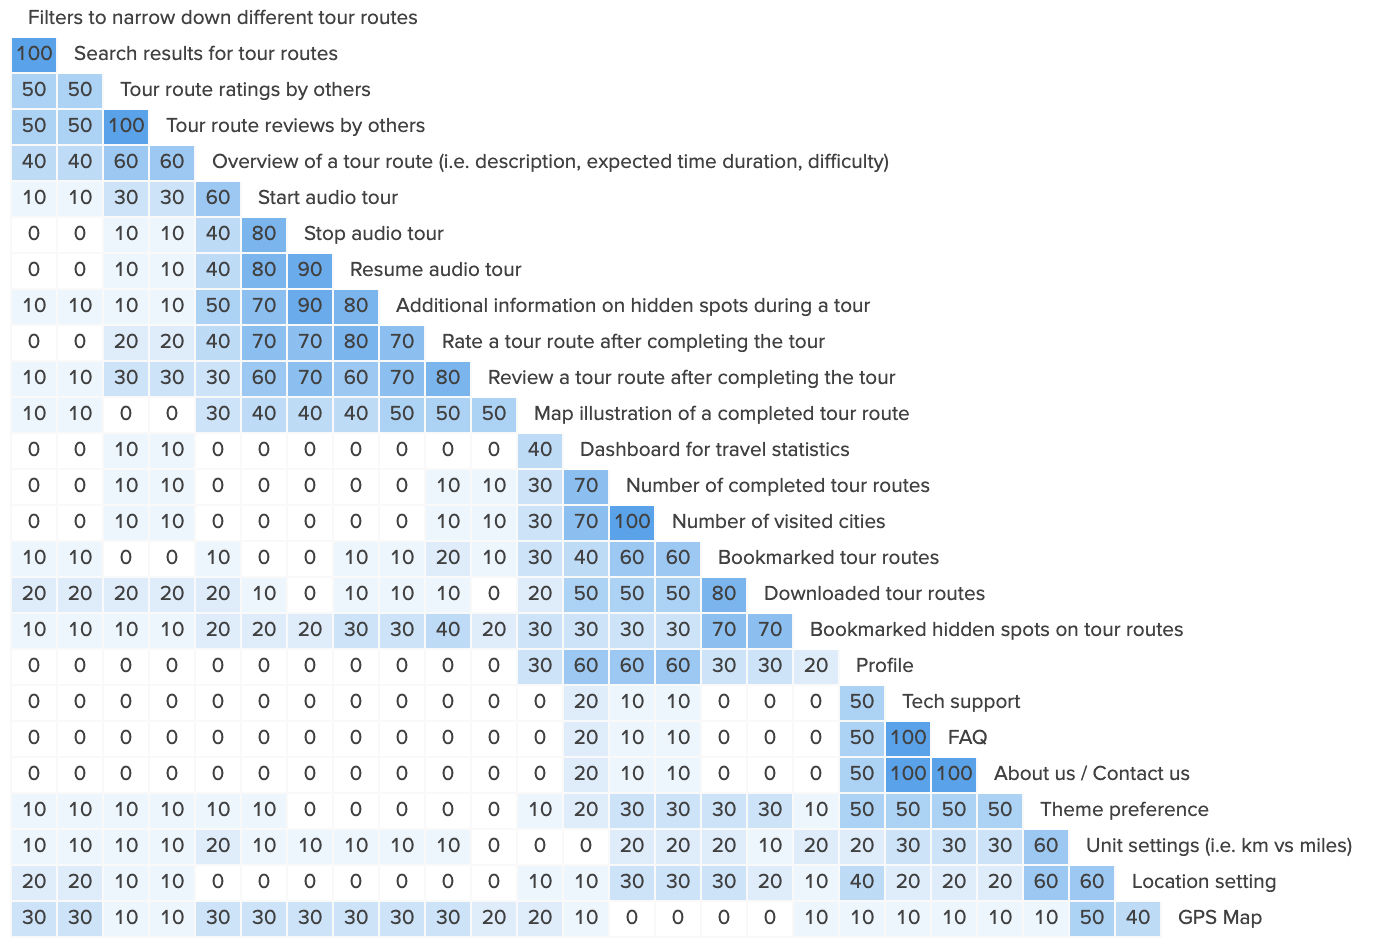 Filters to narrow down different tour routes
100 Search results for tour routes
50 50 Tour route ratings by others
50 50 100 Tour route reviews by others
40 40 60 60 Overview of a tour route (i.e. description, expected time duration, difficulty)
10 10 30 30 60 Start audio tour
0 0 10 10 40 80 Stop audio tour
0 0 10 10 40 80 90 Resume audio tour
10 10 10 10 50 70 90 80 Additional information on hidden spots during a tour
0 0 20 20 40 70 70 80 70 Rate a tour route after completing the tour
10 10 30 30 30 60 70 60 70 80 Review a tour route after completing the tour
10 10 0 0 30 40 40 40 50 50 50 Map illustration of a completed tour route
0 0 10 10 0 0 0 0 0 0 0 40 Dashboard for travel statistics
0 0 10 10 0 0 0 0 0 10 10 30 70 Number of completed tour routes
0 0 10 10 0 0 0 0 0 10 10 30 70 100 Number of visited cities
10 10 0 0 10 0 0 10 10 20 10 30 40 60 60 Bookmarked tour routes
20 20 20 20 20 10 0 10 10 10 0 20 50 50 50 80 Downloaded tour routes
10 10 10 10 20 20 20 30 30 40 20 30 30 30 30 70 70 Bookmarked hidden spots on tour routes
0 0 0 0 0 0 0 0 0 0 0 30 60 60 60 30 30 20 Profile
0 0 0 0 0 0 0 0 0 0 0 0 20 10 10 0 0 0 50 Tech support
0 0 0 0 0 0 0 0 0 0 0 0 20 10 10 0 0 0 50 100 FAQ
0 0 0 0 0 0 0 0 0 0 0 0 20 10 10 0 0 0 50 100 100 About us / Contact us
10 10 10 10 10 10 0 0 0 0 0 10 20 30 30 30 30 10 50 50 50 50 Theme preference
10 10 10 10 20 10 10 10 10 10 0 0 0 20 20 20 10 20 20 30 30 30 60 Unit settings (i.e. km vs miles)
20 20 10 10 0 0 0 0 0 0 0 10 10 30 30 30 20 10 40 20 20 20 60 60 Location setting
30 30 10 10 30 30 30 30 30 30 20 20 10 0 0 0 0 10 10 10 10 10 10 50 40 GPS Map